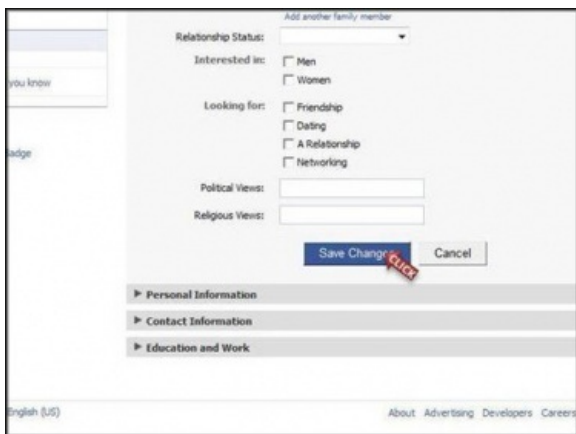 Add another family member
Relationship Status:
Interested in: Men
Women
you know
Looking for: Friendship
Dating
A Relationship
Networking
Political Views:
Religious Views:
Save Changes Cancel
CLICK
Personal Information
Contact Information
Education and Work
English (US) About Advertising Developers Careers